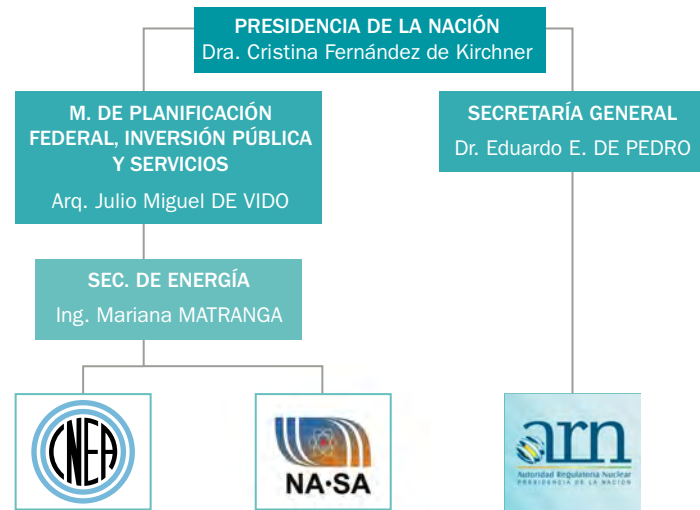 PRESIDENCIA DE LA NACIÓN
Dra. Cristina Fernández de Kirchner
M. DE PLANIFICACIÓN
FEDERAL, INVERSIÓN PÚBLICA
Y SERVICIOS
Arq. Julio Miguel DE VIDO
SECRETARÍA GENERAL
Dr. Eduardo E. DE PEDRO
SEC. DE ENERGÍA
Ing. Mariana MATRANGA
CNEA
NA·SA
arn
Autoridad Regulatoria Nuclear
PRESIDENCIA DE LA NACIÓN